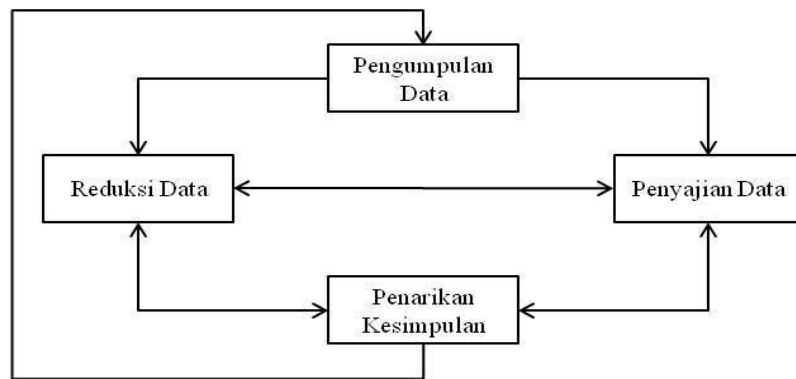 Pengumpulan
Data
Reduksi Data
Penyajian Data
Penarikan
Kesimpulan